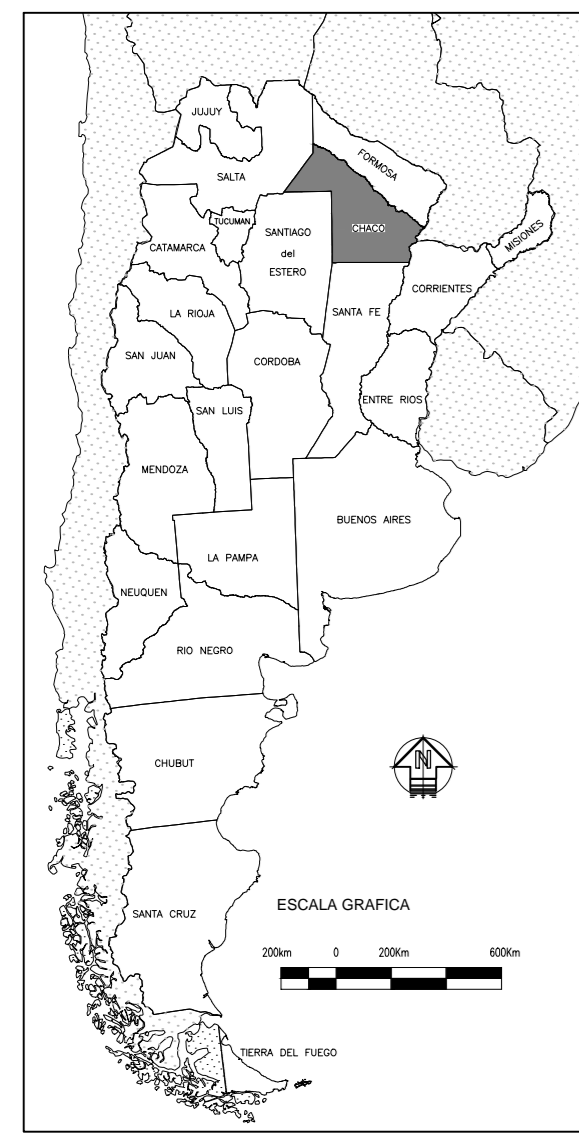 JUJUY
FORMOSA
SALTA
CHACO
TUCUMAN
MISIONES
SANTIAGO
del
ESTERO
CATAMARCA
CORRIENTES
LA RIOJA
SANTA FE
SAN JUAN
CORDOBA
ENTRE RIOS
SAN LUIS
MENDOZA
BUENOS AIRES
LA PAMPA
NEUQUEN
RIO NEGRO
N
CHUBUT
ESCALA GRAFICA
SANTA CRUZ
200Km 0 200Km 600Km
TIERRA DEL FUEGO